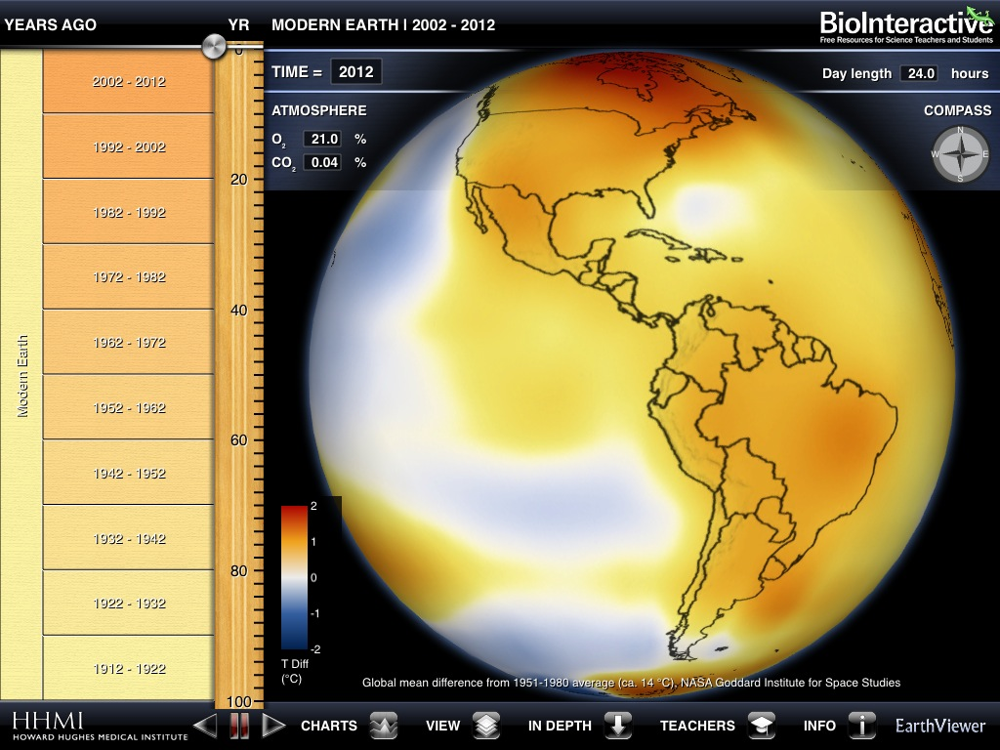 YEARS AGO
YR
MODERN EARTH | 2002 - 2012
BioInteractive
Free Resources for Science Teachers and Students
TIME = 2012
Day length 24.0 hours
ATMOSPHERE
O2 21.0 %
CO2 0.04 %
COMPASS
N
W
E
S
Modern Earth
2002 - 2012
1992 - 2002
1982 - 1992
1972 - 1982
1962 - 1972
1952 - 1962
1942 - 1952
1932 - 1942
1922 - 1932
1912 - 1922
0
20
40
60
80
100
2
1
0
-1
-2
T Diff
(°C)
Global mean difference from 1951-1980 average (ca. 14 °C), NASA Goddard Institute for Space Studies
HHMI
HOWARD HUGHES MEDICAL INSTITUTE
CHARTS
VIEW
IN DEPTH
TEACHERS
INFO
i
EarthViewer